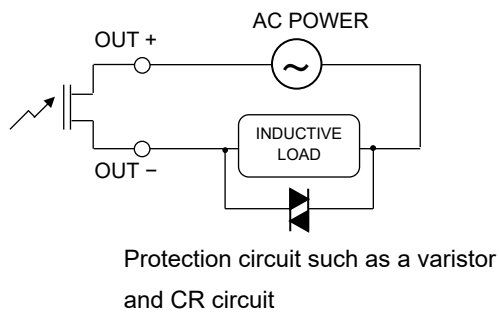 AC POWER
OUT +
~
OUT −
INDUCTIVE
LOAD
Protection circuit such as a varistor
and CR circuit